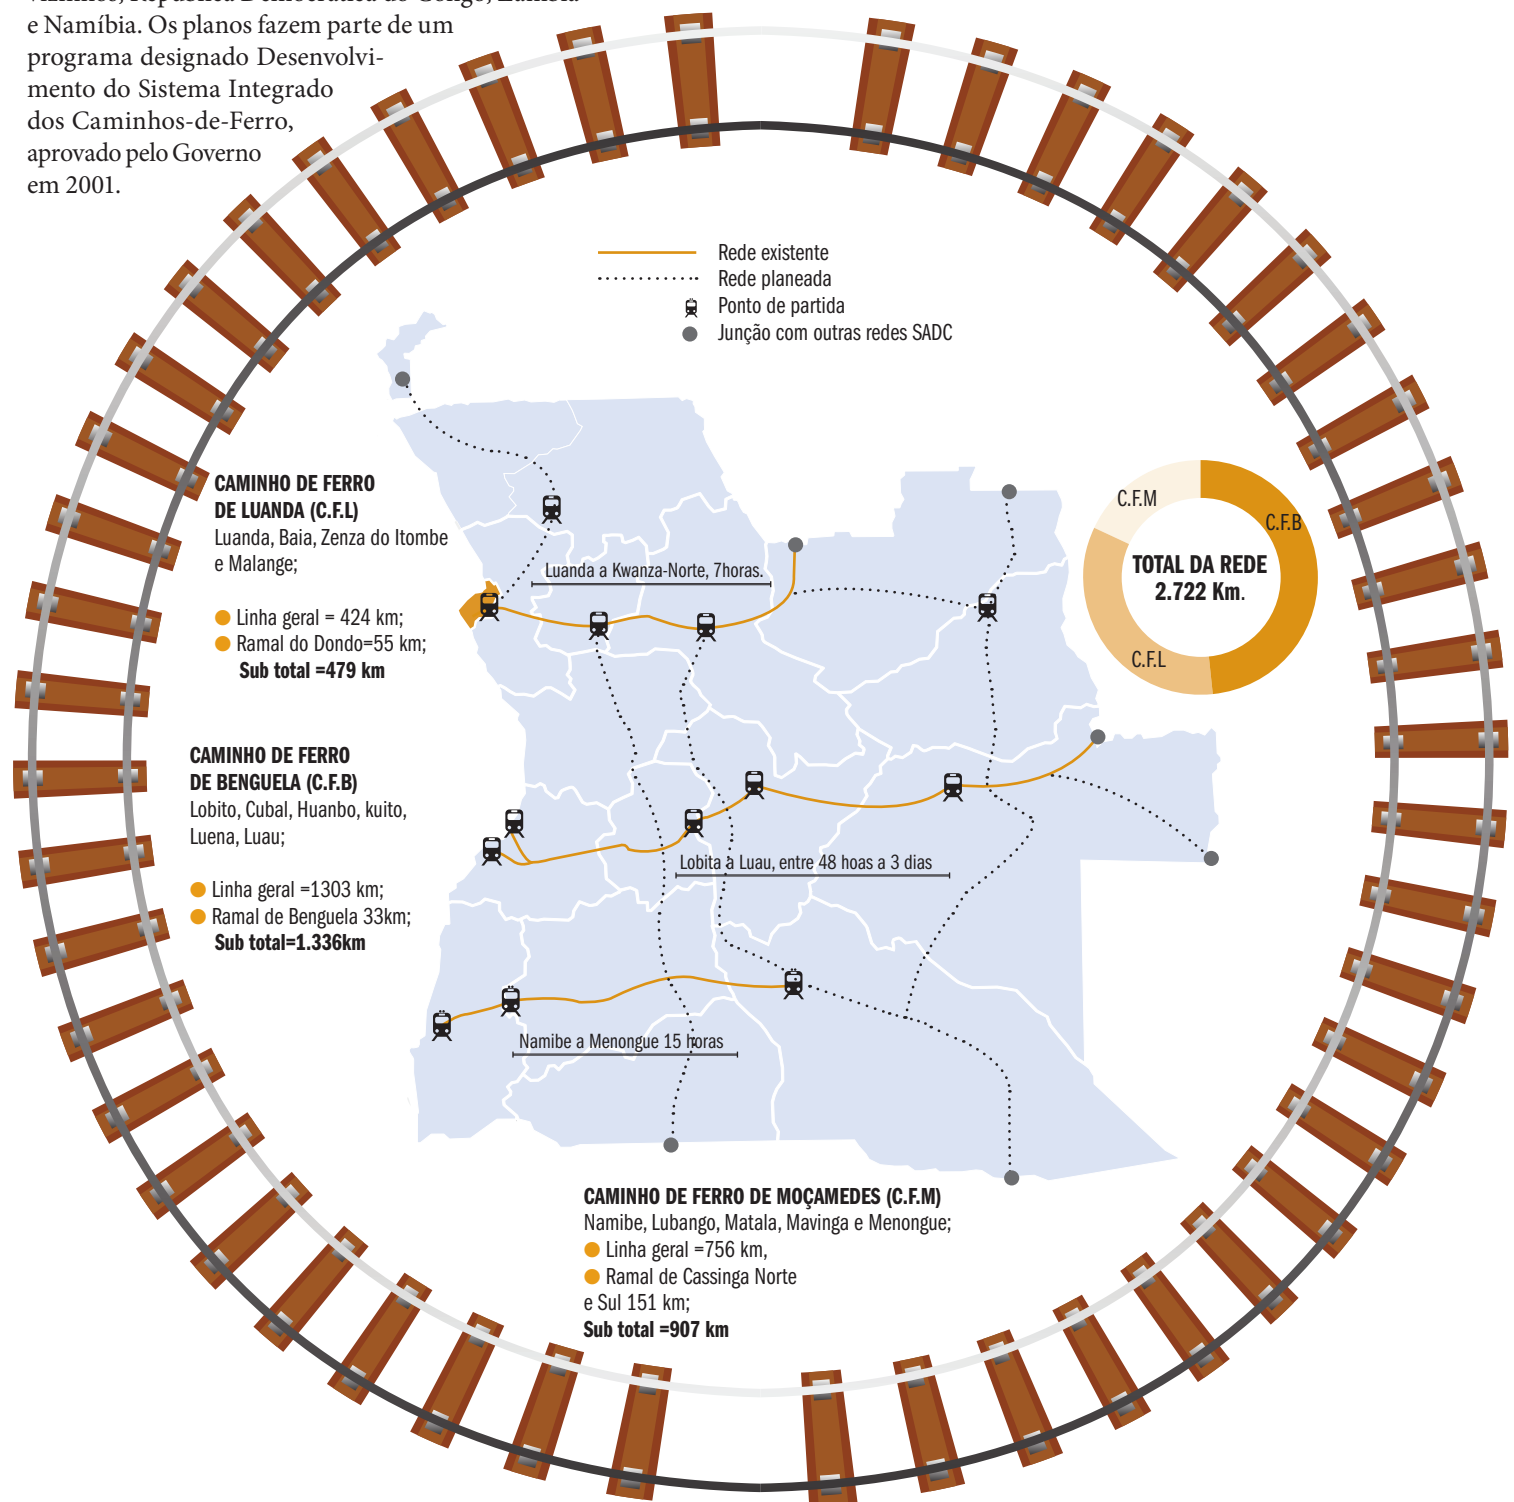 e Namíbia. Os planos fazem parte de um
programa designado Desenvolvi-
mento do Sistema Integrado
dos Caminhos-de-Ferro,
aprovado pelo Governo
em 2001.
Rede existente
Rede planeada
Ponto de partida
Junção com outras redes SADC
CAMINHO DE FERRO
DE LUANDA (C.F.L)
Luanda, Baia, Zenza do Itombe
e Malange;
Linha geral = 424 km;
Ramal do Dondo=55 km;
Sub total =479 km
Luanda a Kwanza-Norte, 7horas.
C.F.M
C.F.B
TOTAL DA REDE
2.722 Km.
C.F.L
CAMINHO DE FERRO
DE BENGUELA (C.F.B)
Lobito, Cubal, Huanbo, kuito,
Luena, Luau;
Linha geral =1303 km;
Ramal de Benguela 33km;
Sub total=1.336km
Lobita a Luau, entre 48 hoas a 3 dias
Namibe a Menongue 15 horas
CAMINHO DE FERRO DE MOÇAMEDES (C.F.M)
Namibe, Lubango, Matala, Mavinga e Menongue;
Linha geral =756 km,
Ramal de Cassinga Norte
e Sul 151 km;
Sub total =907 km